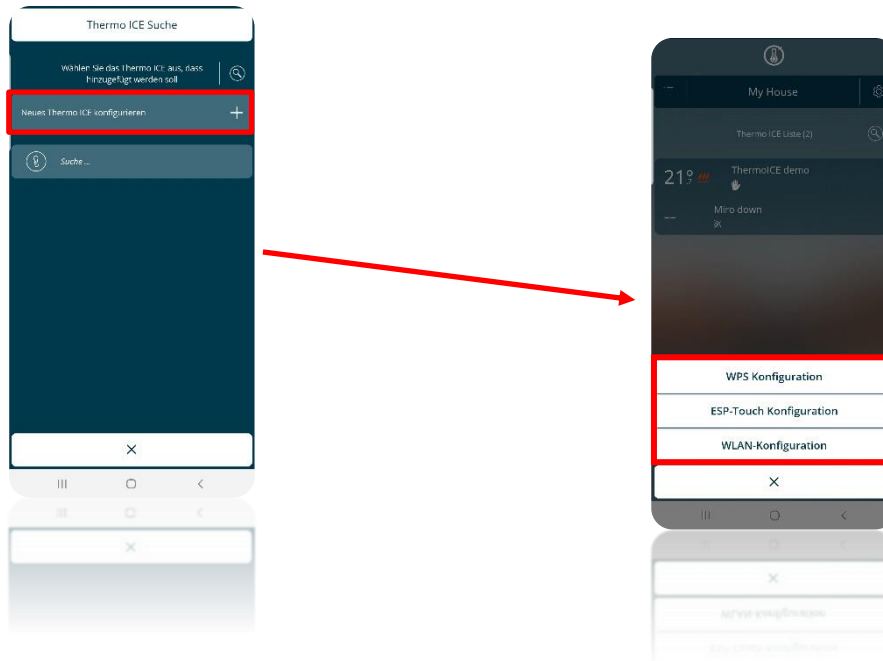 Thermo ICE Suche
Wählen Sie das Thermo ICE aus, dass
hinzugefügt werden soll
Neues Thermo ICE konfigurieren
Suche ...
My House
Thermo ICE Liste (2)
21°
ThermoICE demo
Miro down
WPS Konfiguration
ESP-Touch Konfiguration
WLAN-Konfiguration